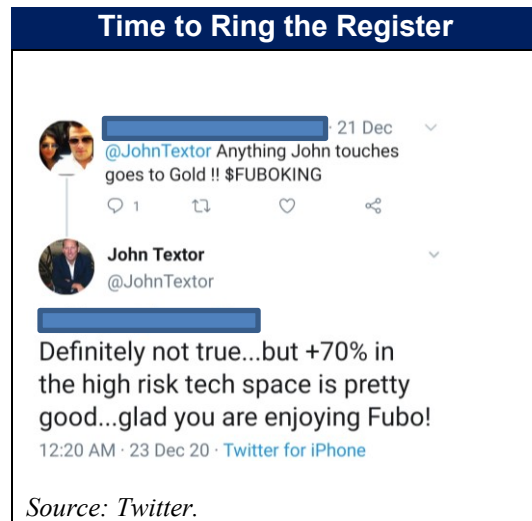 Time to Ring the Register
· 21 Dec
@JohnTextor Anything John touches
goes to Gold !! $FUBOKING
1
John Textor
@JohnTextor
Definitely not true...but +70% in
the high risk tech space is pretty
good...glad you are enjoying Fubo!
12:20 AM · 23 Dec 20 · Twitter for iPhone
Source: Twitter.